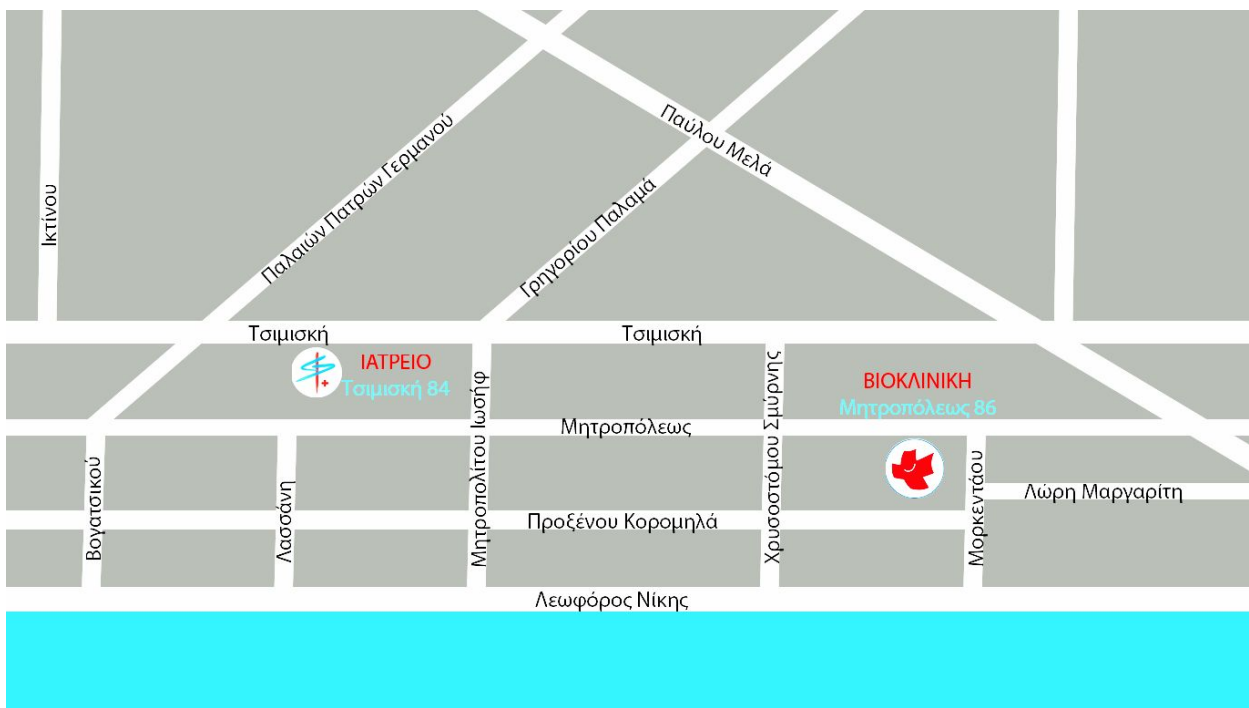 Παύλου Μελά
Παλαιών Πατρών Γερμανού
Ικτίνου
Γρηγορίου Παλαμά
Τσιμισκή
Τσιμισκή
ΙΑΤΡΕΙΟ
Τσιμισκή 84
Μητροπολίτου Ιωσήφ
Χρυσοστόμου Σμύρνης
ΒΙΟΚΛΙΝΙΚΗ
Μητροπόλεως 86
Μητροπόλεως
Βογατσικού
Λασσάνη
Μορκεντάου
Λώρη Μαργαρίτη
Προξένου Κορομηλά
Λεωφόρος Νίκης